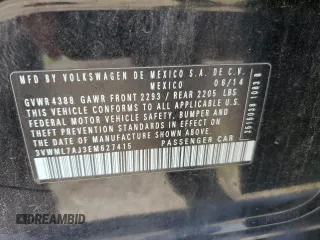 MFD BY VOLKSWAGEN DE MEXICO S.A. DE C.V.
MEXICO 06/14
GVWR 4388 GAWR FRONT 2293 / REAR 2205 LBS
THIS VEHICLE CONFORMS TO ALL APPLICABLE U.S.
FEDERAL MOTOR VEHICLE SAFETY, BUMPER AND
THEFT PREVENTION STANDARDS IN EFFECT ON
THE DATE OF MANUFACTURE SHOWN ABOVE
3VWML7AJ3EM627415 PASSENGER CAR